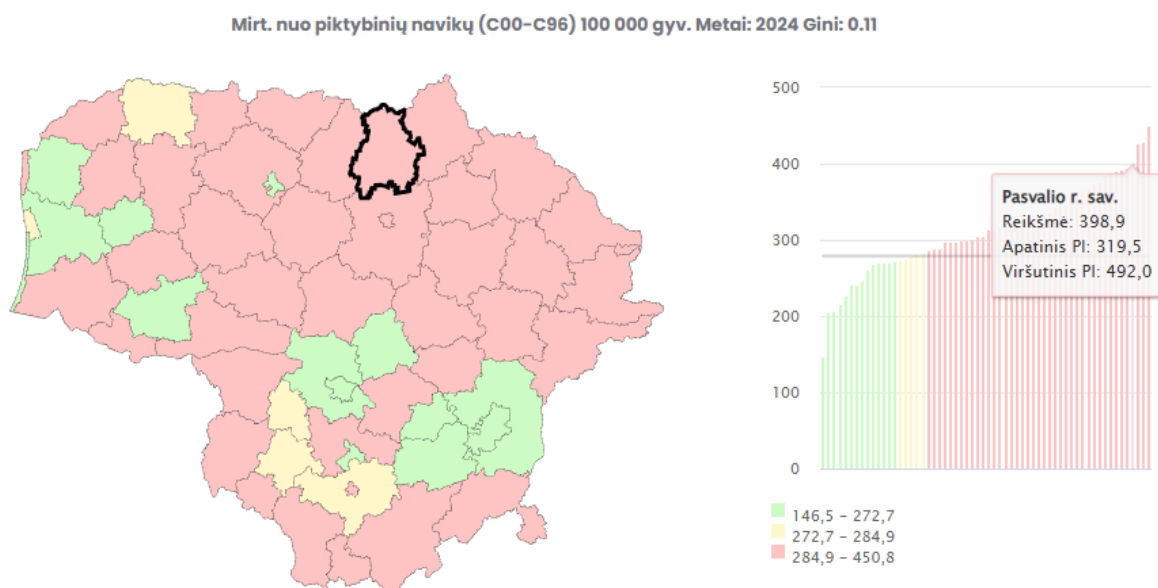 Mirt. nuo piktybinių navikų (C00-C96) 100 000 gyv. Metai: 2024 Gini: 0.11
500
400
300
200
100
0
Pasvalio r. sav.
Reikšmė: 398,9
Apatinis PI: 319,5
Viršutinis PI: 492,0
146,5 – 272,7
272,7 – 284,9
284,9 – 450,8